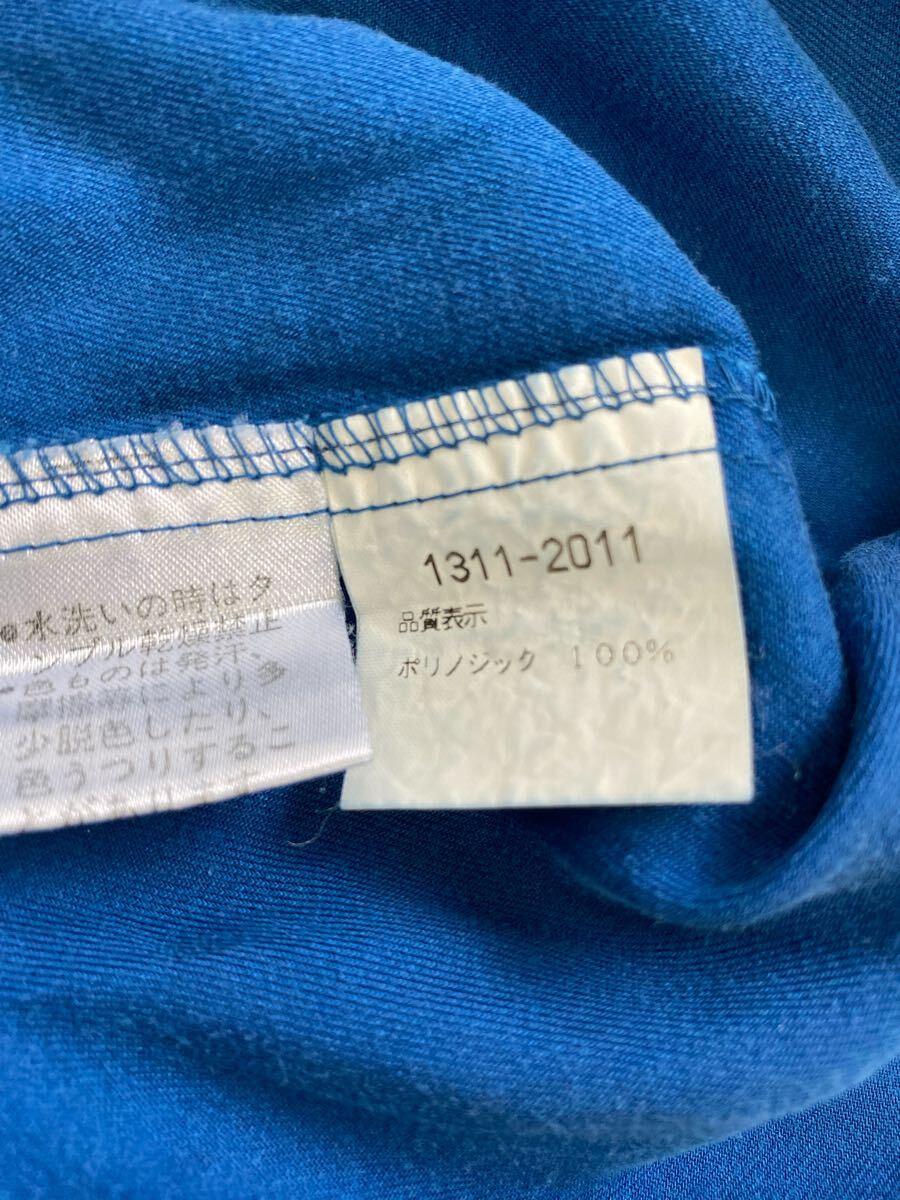 ●水洗いの時はタ
ンブル乾燥禁止
色ものは発汗、
摩擦等により多
少脱色したり、
色うつりするこ
1311-2011
品質表示
ポリノジック 100%